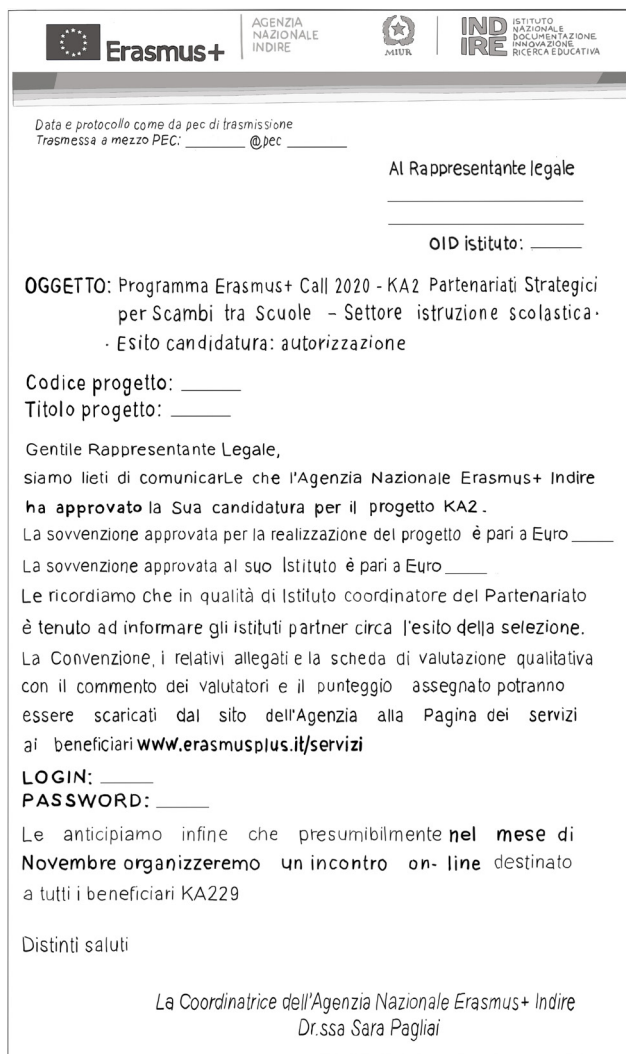 Erasmus+
AGENZIA
NAZIONALE
INDIRE
MIUR
IND
IRE
ISTITUTO
NAZIONALE
DOCUMENTAZIONE
INNOVAZIONE
RICERCA EDUCATIVA
Data e protocollo come da pec di trasmissione
Trasmessa a mezzo PEC: ________ @pec ________
Al Rappresentante legale
OID istituto: ______
OGGETTO: Programma Erasmus+ Call 2020 - KA2 Partenariati Strategici
per Scambi tra Scuole – Settore istruzione scolastica.
. Esito candidatura: autorizzazione
Codice progetto: ______
Titolo progetto: ______
Gentile Rappresentante Legale,
siamo lieti di comunicarLe che l'Agenzia Nazionale Erasmus+ Indire
ha approvato la Sua candidatura per il progetto KA2.
La sovvenzione approvata per la realizzazione del progetto è pari a Euro ____
La sovvenzione approvata al suo Istituto è pari a Euro ____
Le ricordiamo che in qualità di Istituto coordinatore del Partenariato
è tenuto ad informare gli istituti partner circa l'esito della selezione.
La Convenzione, i relativi allegati e la scheda di valutazione qualitativa
con il commento dei valutatori e il punteggio assegnato potranno
essere scaricati dal sito dell'Agenzia alla Pagina dei servizi
ai beneficiari www.erasmusplus.it/servizi
LOGIN: _____
PASSWORD: _____
Le anticipiamo infine che presumibilmente nel mese di
Novembre organizzeremo un incontro on- line destinato
a tutti i beneficiari KA229
Distinti saluti
La Coordinatrice dell'Agenzia Nazionale Erasmus+ Indire
Dr.ssa Sara Pagliai